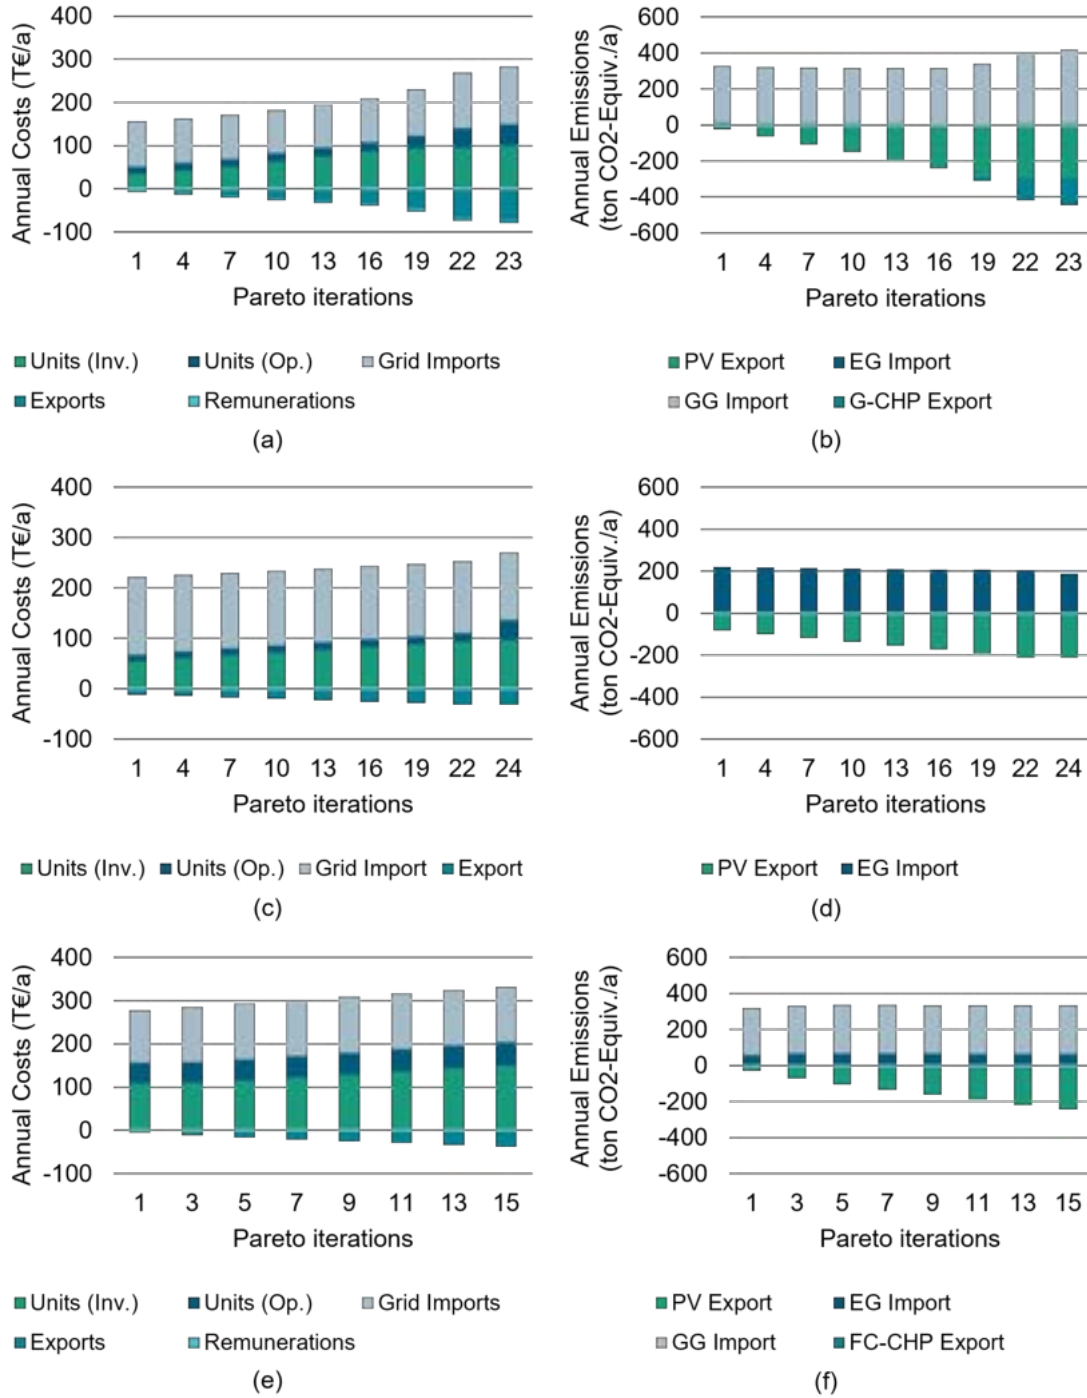 Annual Costs (T€/a)
400
300
200
100
0
-100
1 4 7 10 13 16 19 22 23
Pareto iterations
Units (Inv.) Units (Op.) Grid Imports
Exports Remunerations
(a)
Annual Emissions
(ton CO2-Equiv./a)
600
400
200
0
-200
-400
-600
1 4 7 10 13 16 19 22 23
Pareto iterations
PV Export EG Import
GG Import G-CHP Export
(b)
Annual Costs (T€/a)
400
300
200
100
0
-100
1 4 7 10 13 16 19 22 24
Pareto iterations
Units (Inv.) Units (Op.) Grid Import Export
(c)
Annual Emissions
(ton CO2-Equiv./a)
600
400
200
0
-200
-400
-600
1 4 7 10 13 16 19 22 24
Pareto iterations
PV Export EG Import
(d)
Annual Costs (T€/a)
400
300
200
100
0
-100
1 3 5 7 9 11 13 15
Pareto iterations
Units (Inv.) Units (Op.) Grid Imports
Exports Remunerations
(e)
Annual Emissions
(ton CO2-Equiv./a)
600
400
200
0
-200
-400
-600
1 3 5 7 9 11 13 15
Pareto iterations
PV Export EG Import
GG Import FC-CHP Export
(f)